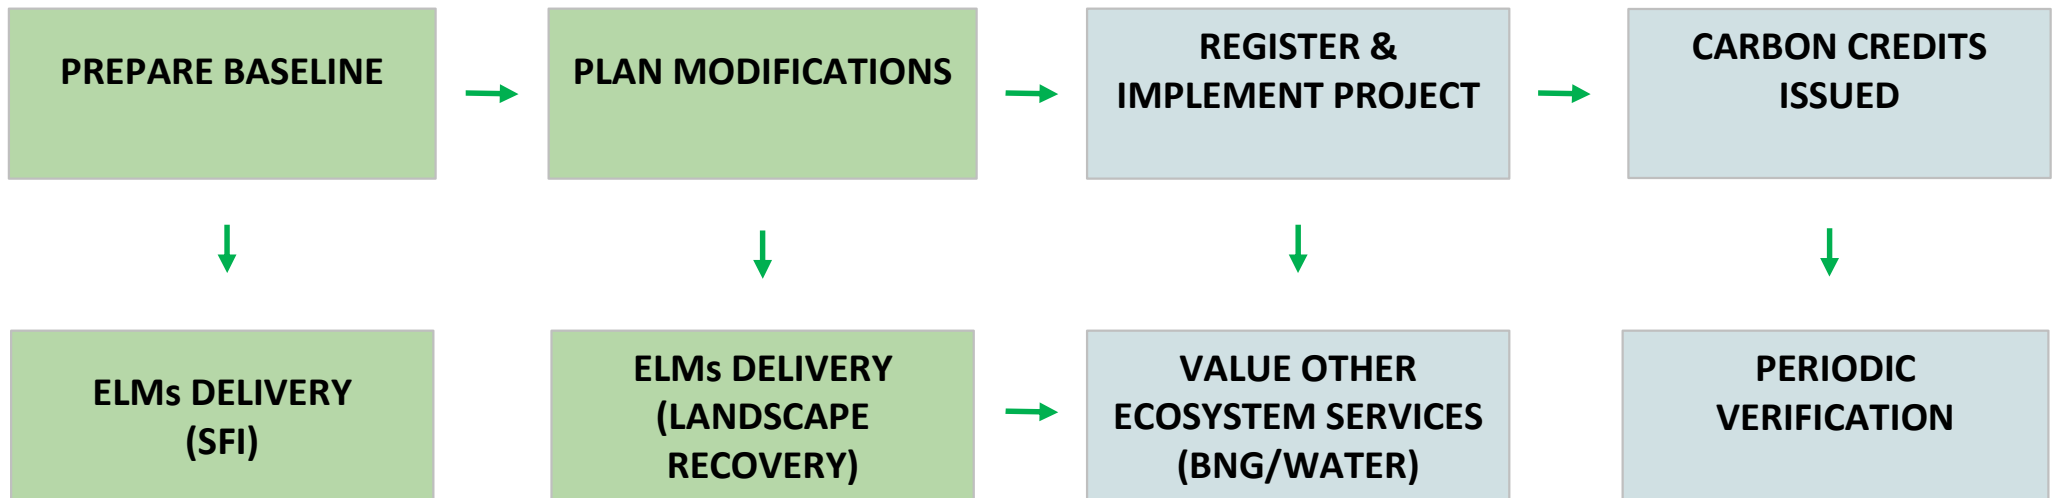 PREPARE BASELINE
PLAN MODIFICATIONS
REGISTER &
IMPLEMENT PROJECT
CARBON CREDITS
ISSUED
ELMs DELIVERY
(SFI)
ELMs DELIVERY
(LANDSCAPE
RECOVERY)
VALUE OTHER
ECOSYSTEM SERVICES
(BNG/WATER)
PERIODIC
VERIFICATION